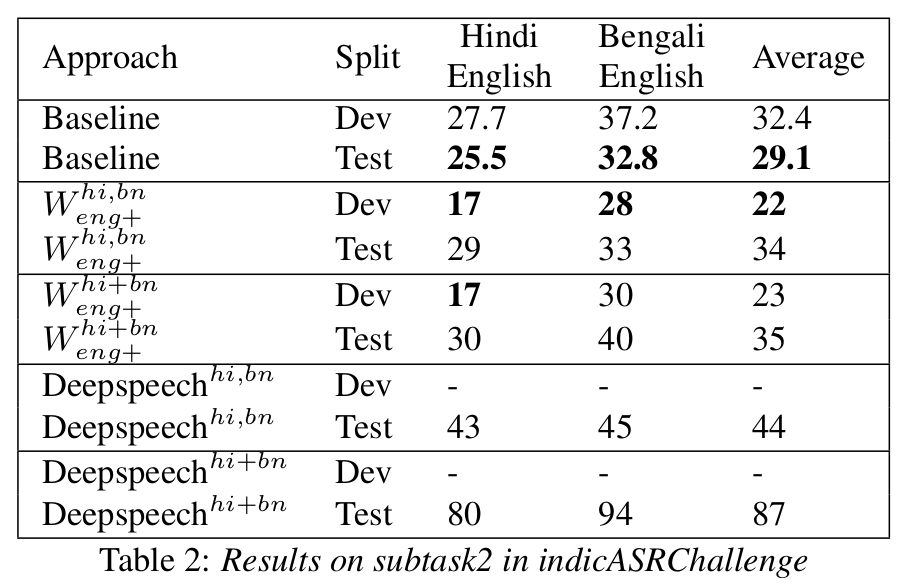 Approach Split Hindi English Bengali English Average
Baseline Dev 27.7 37.2 32.4
Baseline Test 25.5 32.8 29.1
W_{eng+}^{hi,bn} Dev 17 28 22
W_{eng+}^{hi,bn} Test 29 33 34
W_{eng+}^{hi+bn} Dev 17 30 23
W_{eng+}^{hi+bn} Test 30 40 35
Deepspeech^{hi,bn} Dev - - -
Deepspeech^{hi,bn} Test 43 45 44
Deepspeech^{hi+bn} Dev - - -
Deepspeech^{hi+bn} Test 80 94 87
Table 2: Results on subtask2 in indicASRChallenge